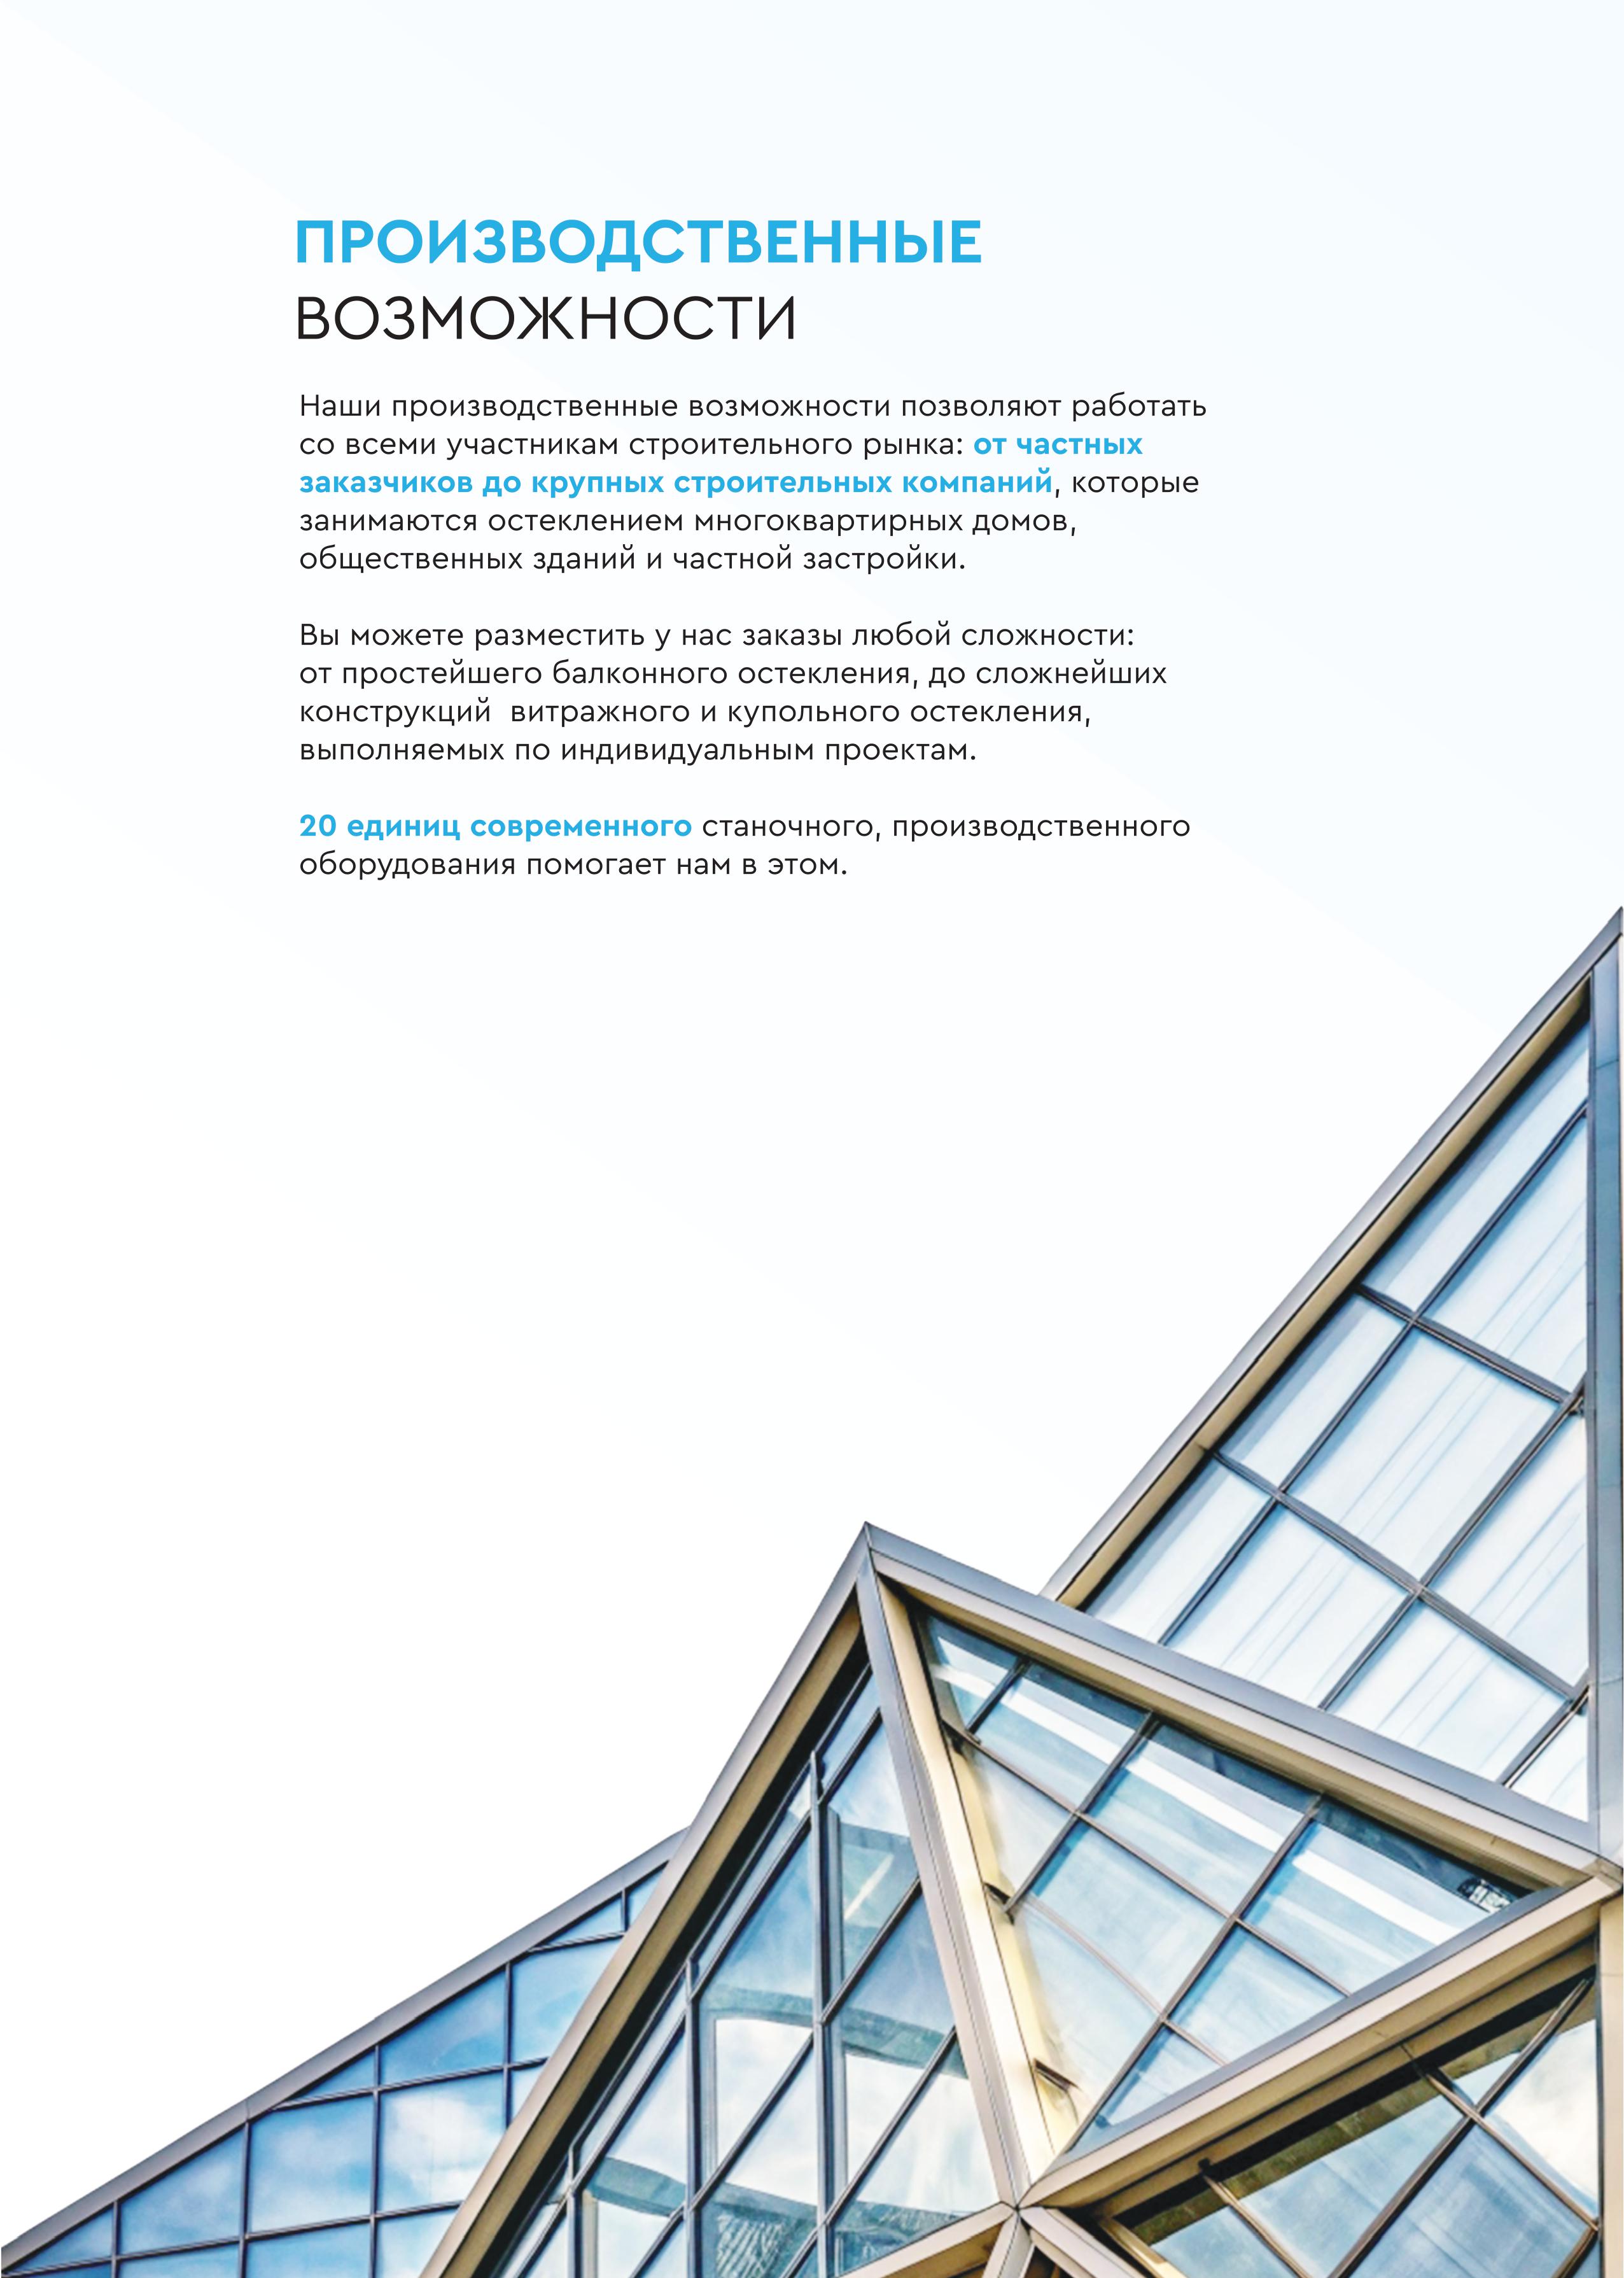 ПРОИЗВОДСТВЕННЫЕ
ВОЗМОЖНОСТИ
Наши производственные возможности позволяют работать
со всеми участникам строительного рынка: от частных
заказчиков до крупных строительных компаний, которые
занимаются остеклением многоквартирных домов,
общественных зданий и частной застройки.
Вы можете разместить у нас заказы любой сложности:
от простейшего балконного остекления, до сложнейших
конструкций  витражного и купольного остекления,
выполняемых по индивидуальным проектам.
20 единиц современного станочного, производственного
оборудования помогает нам в этом.